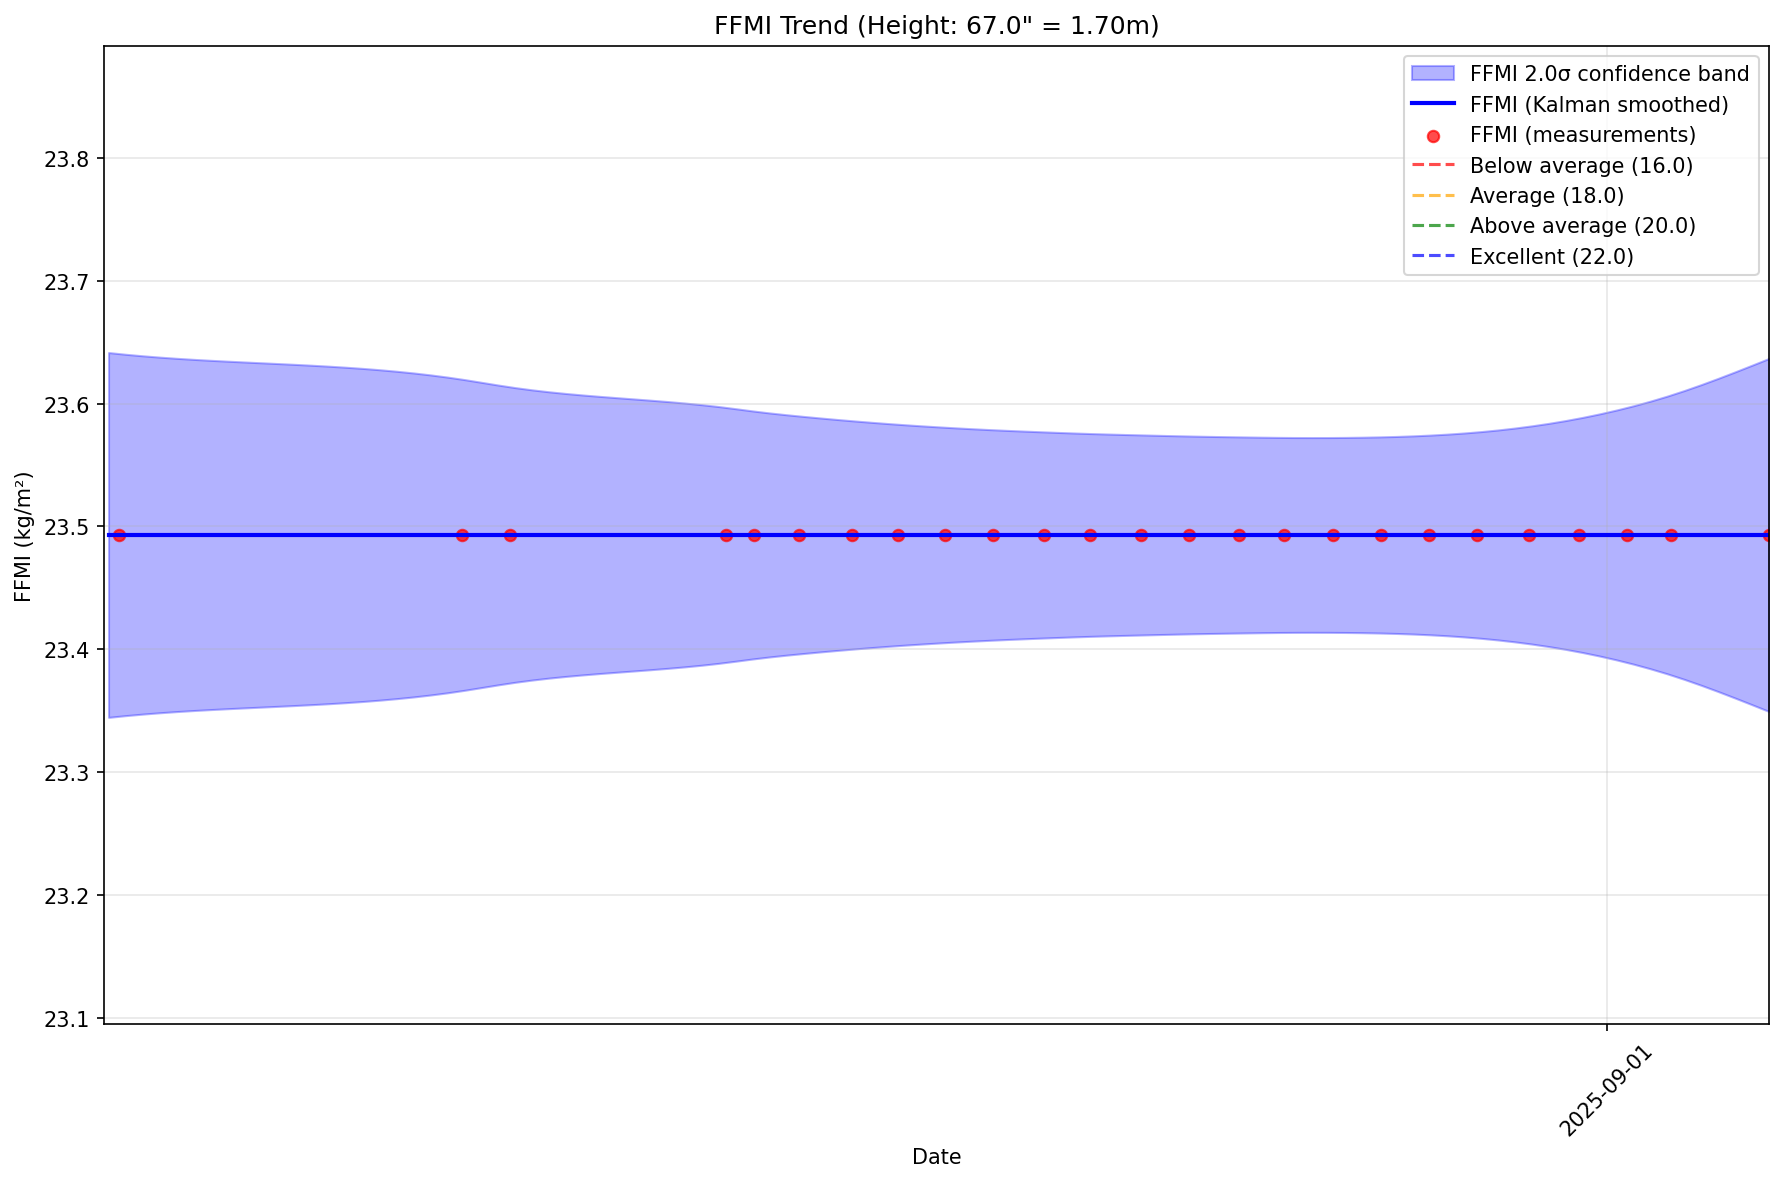 FFMI Trend (Height: 67.0" = 1.70m)
FFMI 2.0σ confidence band
FFMI (Kalman smoothed)
FFMI (measurements)
Below average (16.0)
Average (18.0)
Above average (20.0)
Excellent (22.0)
FFMI (kg/m²)
23.8
23.7
23.6
23.5
23.4
23.3
23.2
23.1
2025-09-01
Date